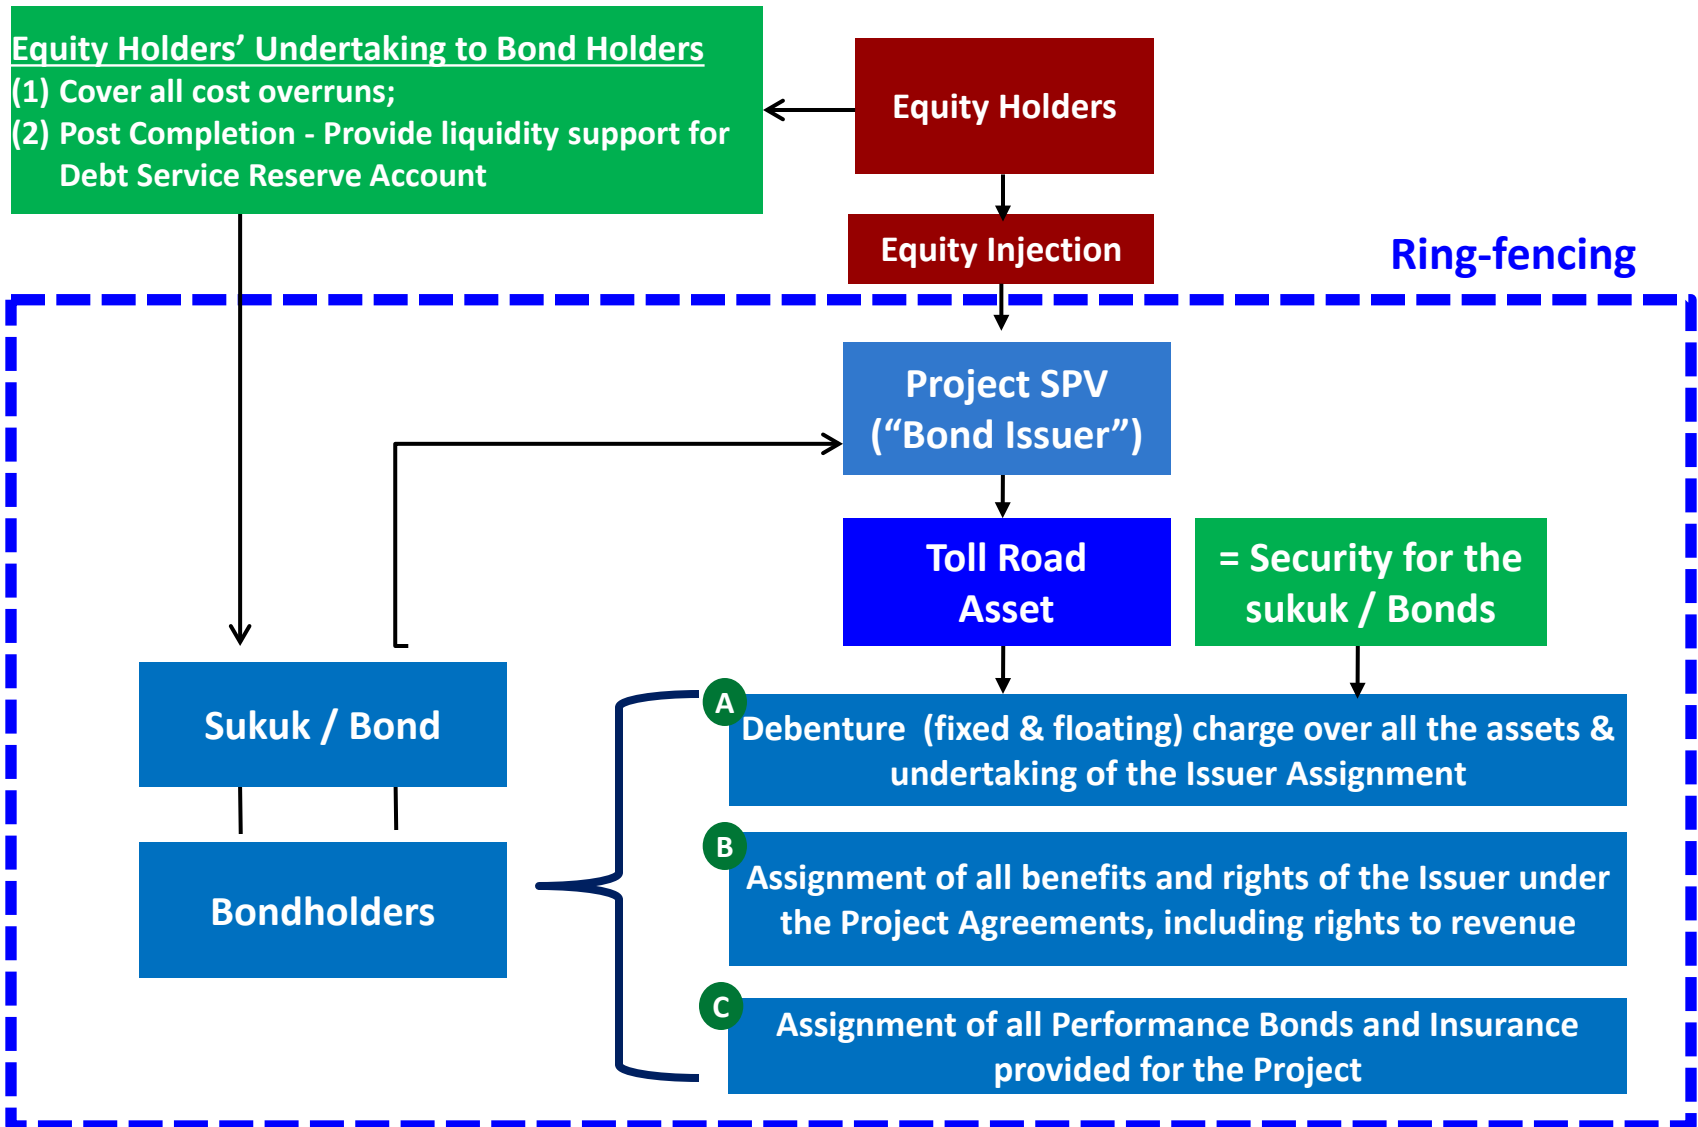 Equity Holders’ Undertaking to Bond Holders
(1) Cover all cost overruns;
(2) Post Completion - Provide liquidity support for
Debt Service Reserve Account
Equity Holders
Equity Injection
Ring-fencing
Project SPV
(“Bond Issuer”)
Toll Road
Asset
= Security for the
sukuk / Bonds
Sukuk / Bond
Bondholders
A
Debenture  (fixed & floating) charge over all the assets &
undertaking of the Issuer Assignment
B
Assignment of all benefits and rights of the Issuer under
the Project Agreements, including rights to revenue
C
Assignment of all Performance Bonds and Insurance
provided for the Project